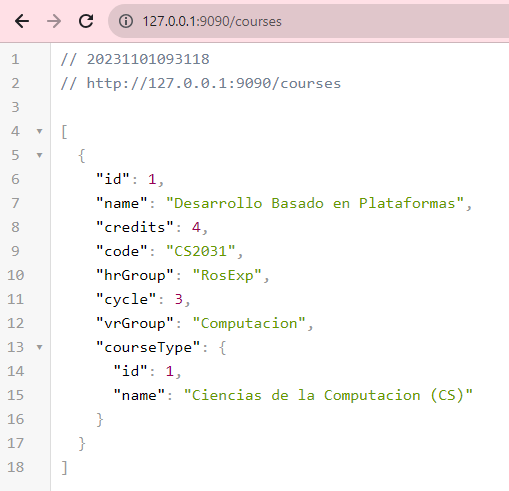 127.0.0.1:9090/courses
1 // 20231101093118
2 // http://127.0.0.1:9090/courses
3
4 [
5 {
6 "id": 1,
7 "name": "Desarrollo Basado en Plataformas",
8 "credits": 4,
9 "code": "CS2031",
10 "hrGroup": "RosExp",
11 "cycle": 3,
12 "vrGroup": "Computacion",
13 "courseType": {
14 "id": 1,
15 "name": "Ciencias de la Computacion (CS)"
16 }
17 }
18 ]